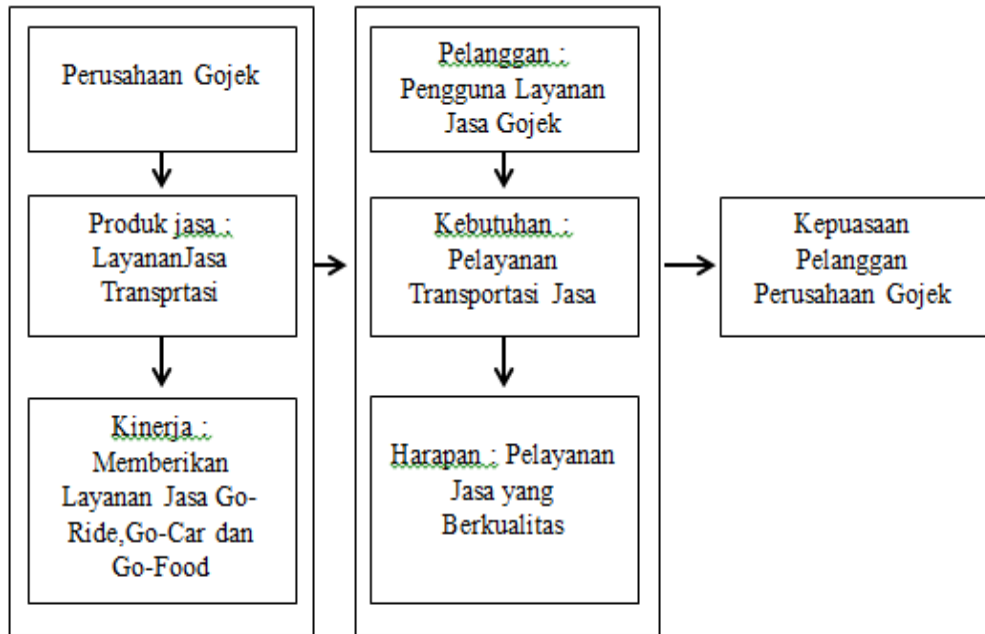 Perusahaan Gojek
Produk jasa :
LayananJasa
Transprtasi
Kinerja :
Memberikan
Layanan Jasa Go-
Ride,Go-Car dan
Go-Food
Pelanggan :
Pengguna Layanan
Jasa Gojek
Kebutuhan :
Pelayanan
Transportasi Jasa
Harapan : Pelayanan
Jasa yang
Berkualitas
Kepuasaan
Pelanggan
Perusahaan Gojek